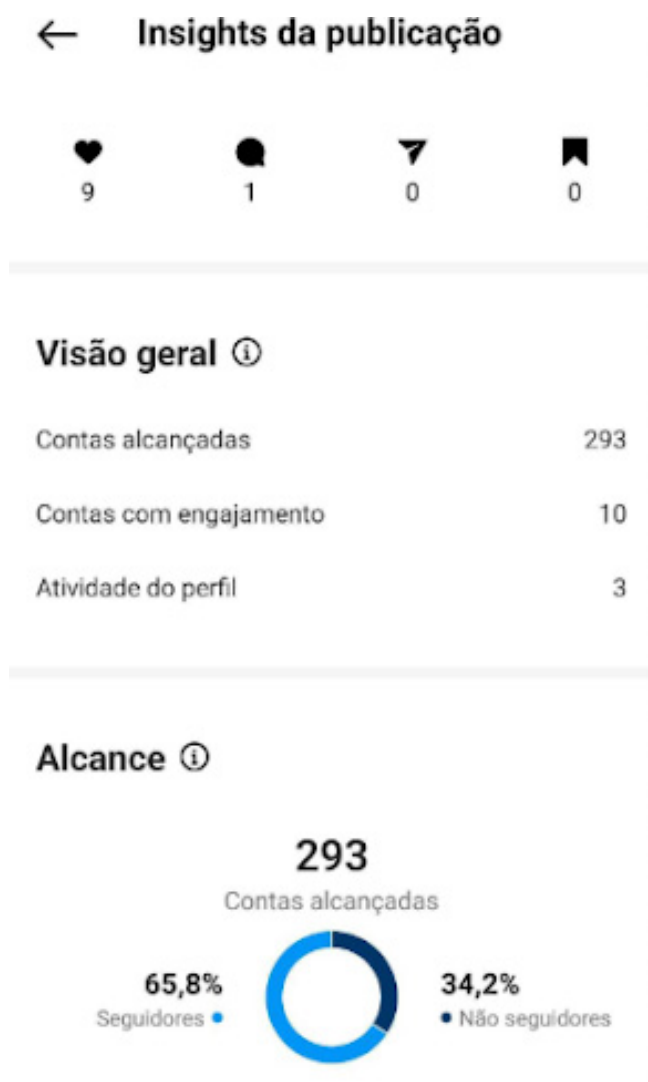 Insights da publicação
9 1 0 0
Visão geral
Contas alcançadas 293
Contas com engajamento 10
Atividade do perfil 3
Alcance
293
Contas alcançadas
65,8% 34,2%
Seguidores Não seguidores